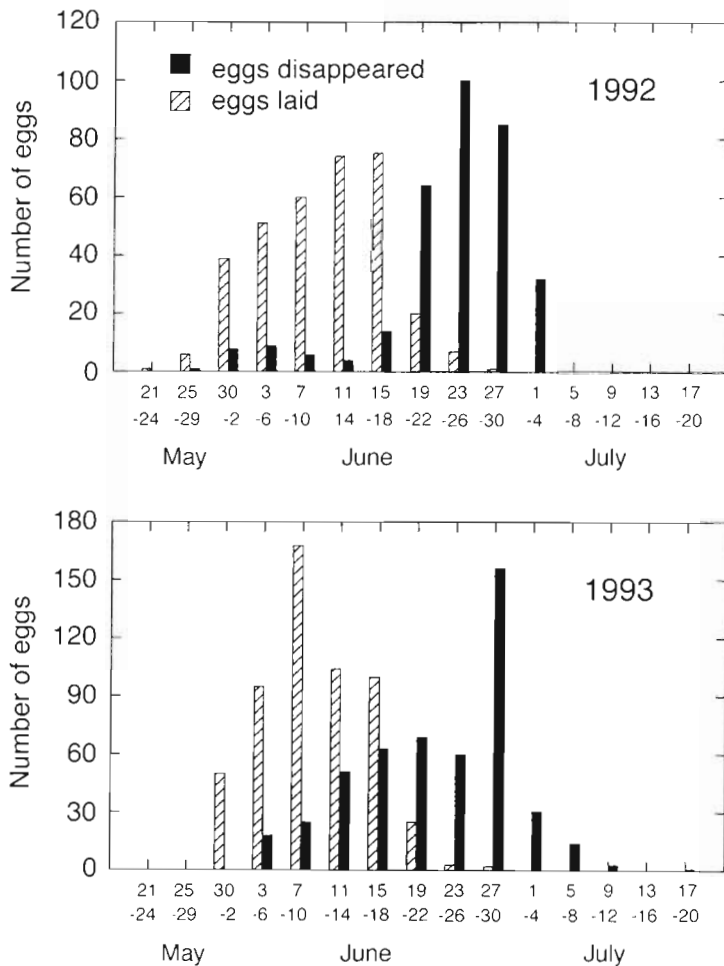 120
100
80
60
40
20
0
Number of eggs
eggs disappeared
eggs laid
1992
21 25 30 3 7 11 15 19 23 27 1 5 9 13 17
-24 -29 -2 -6 -10 14 -18 -22 -26 -30 -4 -8 -12 -16 -20
May June July
180
150
120
90
60
30
0
Number of eggs
1993
21 25 30 3 7 11 15 19 23 27 1 5 9 13 17
-24 -29 -2 -6 -10 -14 -18 -22 -26 -30 -4 -8 -12 -16 -20
May June July